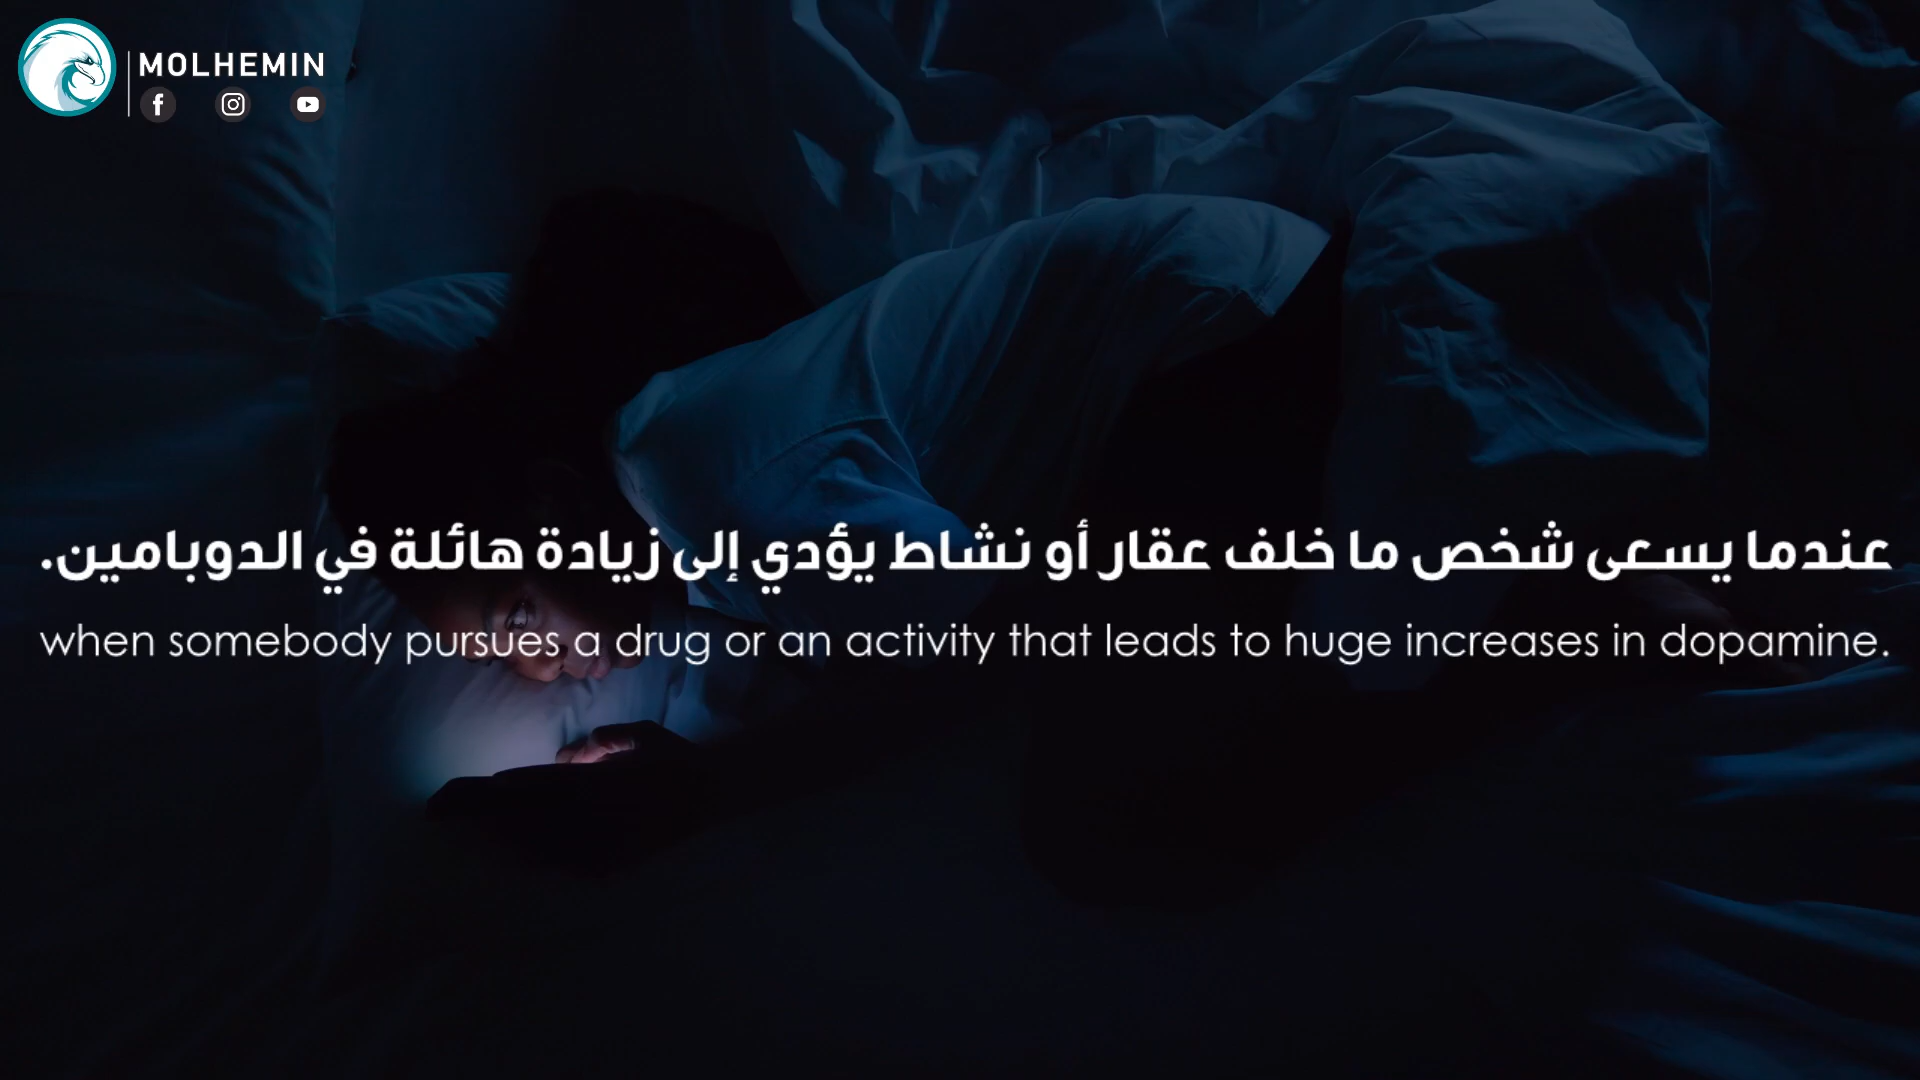 MOLHEMIN
عندما يسعى شخص ما خلف عقار أو نشاط يؤدي إلى زيادة هائلة في الدوبامين.
when somebody pursues a drug or an activity that leads to huge increases in dopamine.